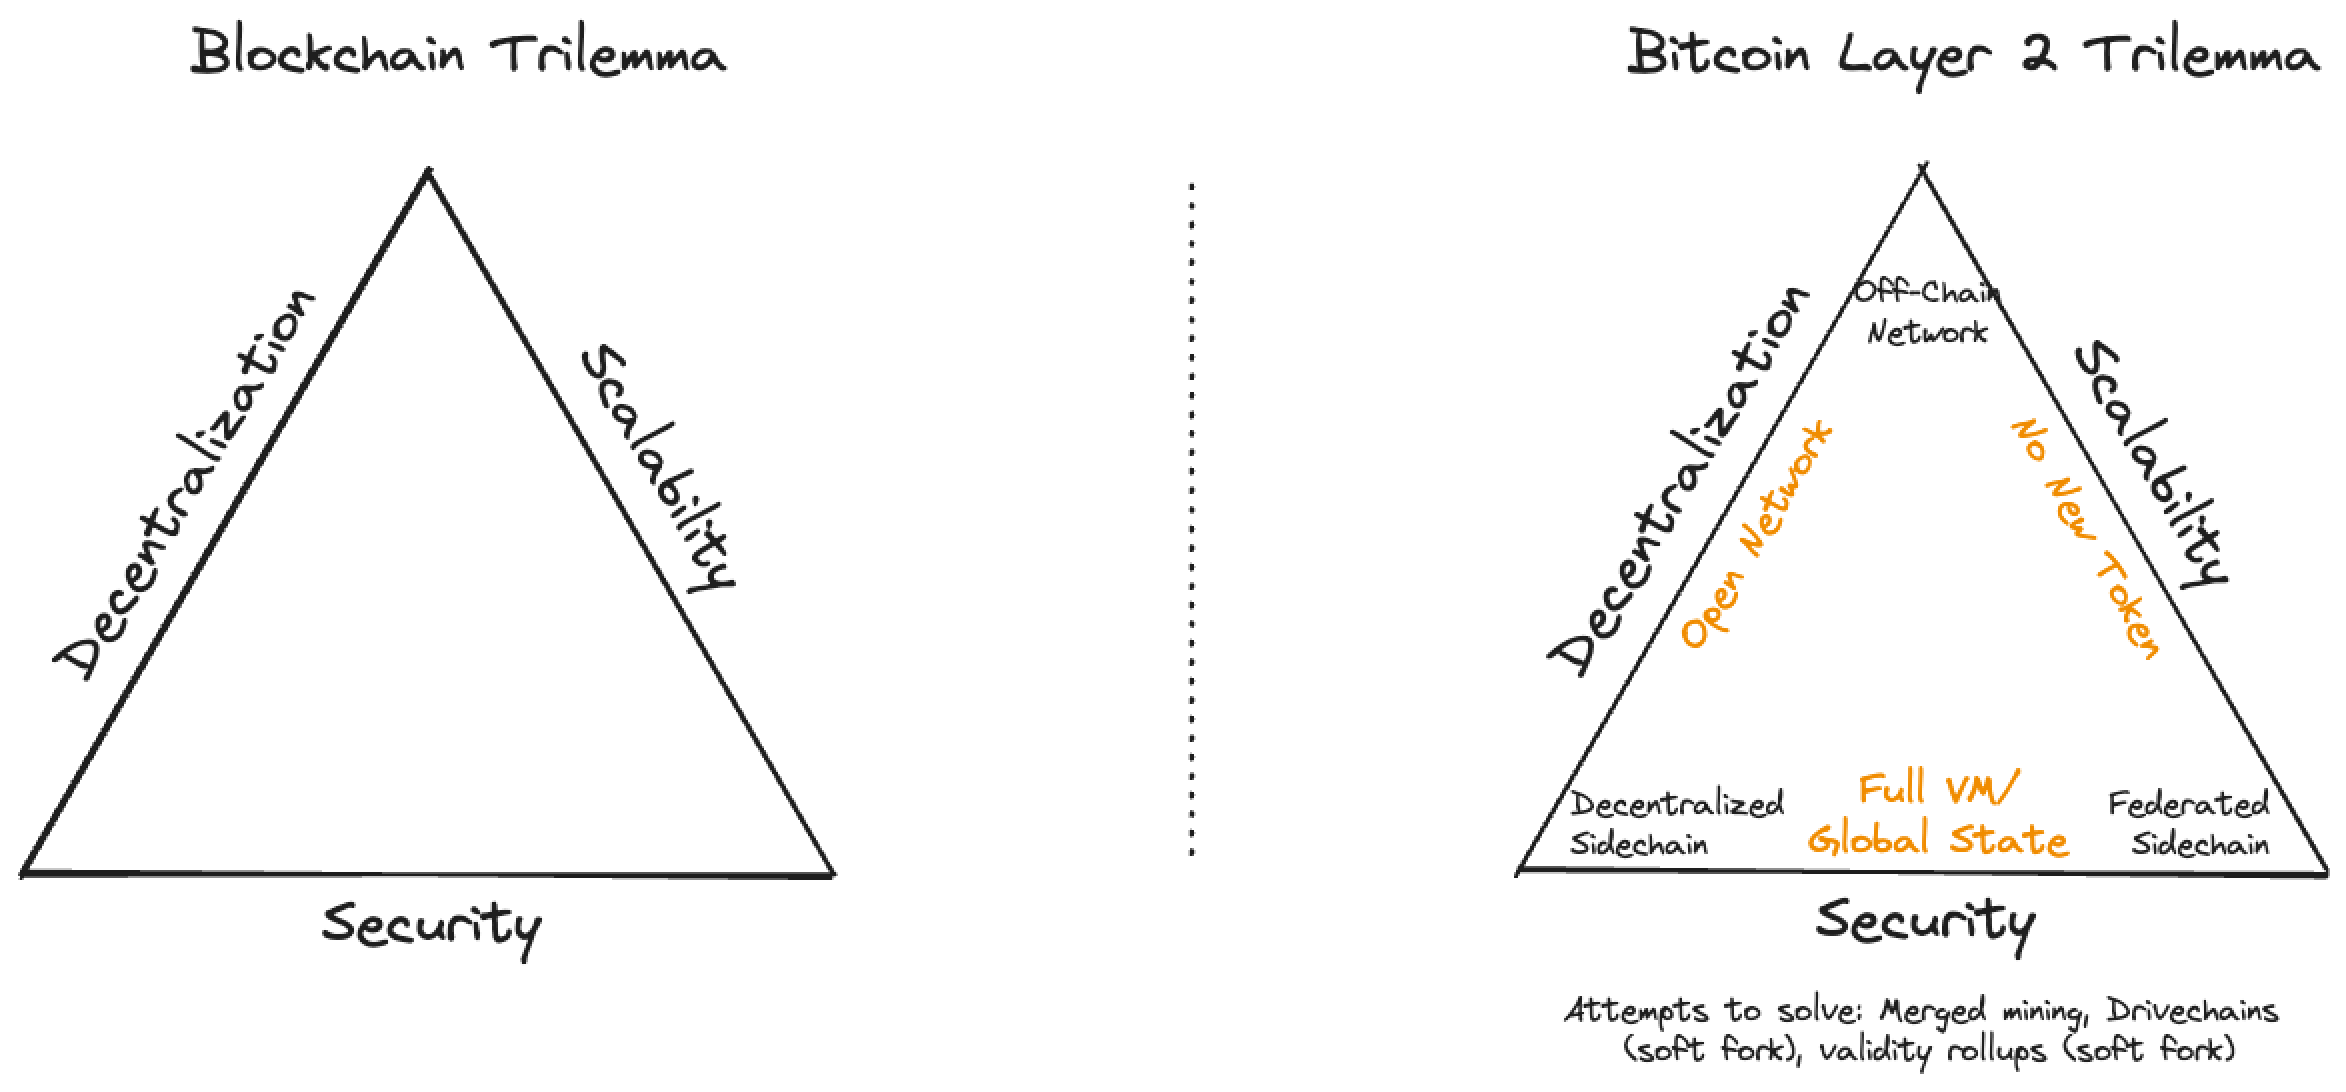 Blockchain Trilemma
Decentralization
Scalability
Security
Bitcoin Layer 2 Trilemma
Off-Chain
Network
Decentralization
Scalability
Open Network
No New Token
Decentralized
Sidechain
Full VM/
Global State
Federated
Sidechain
Security
Attempts to solve: Merged mining, Drivechains
(soft fork), validity rollups (soft fork)